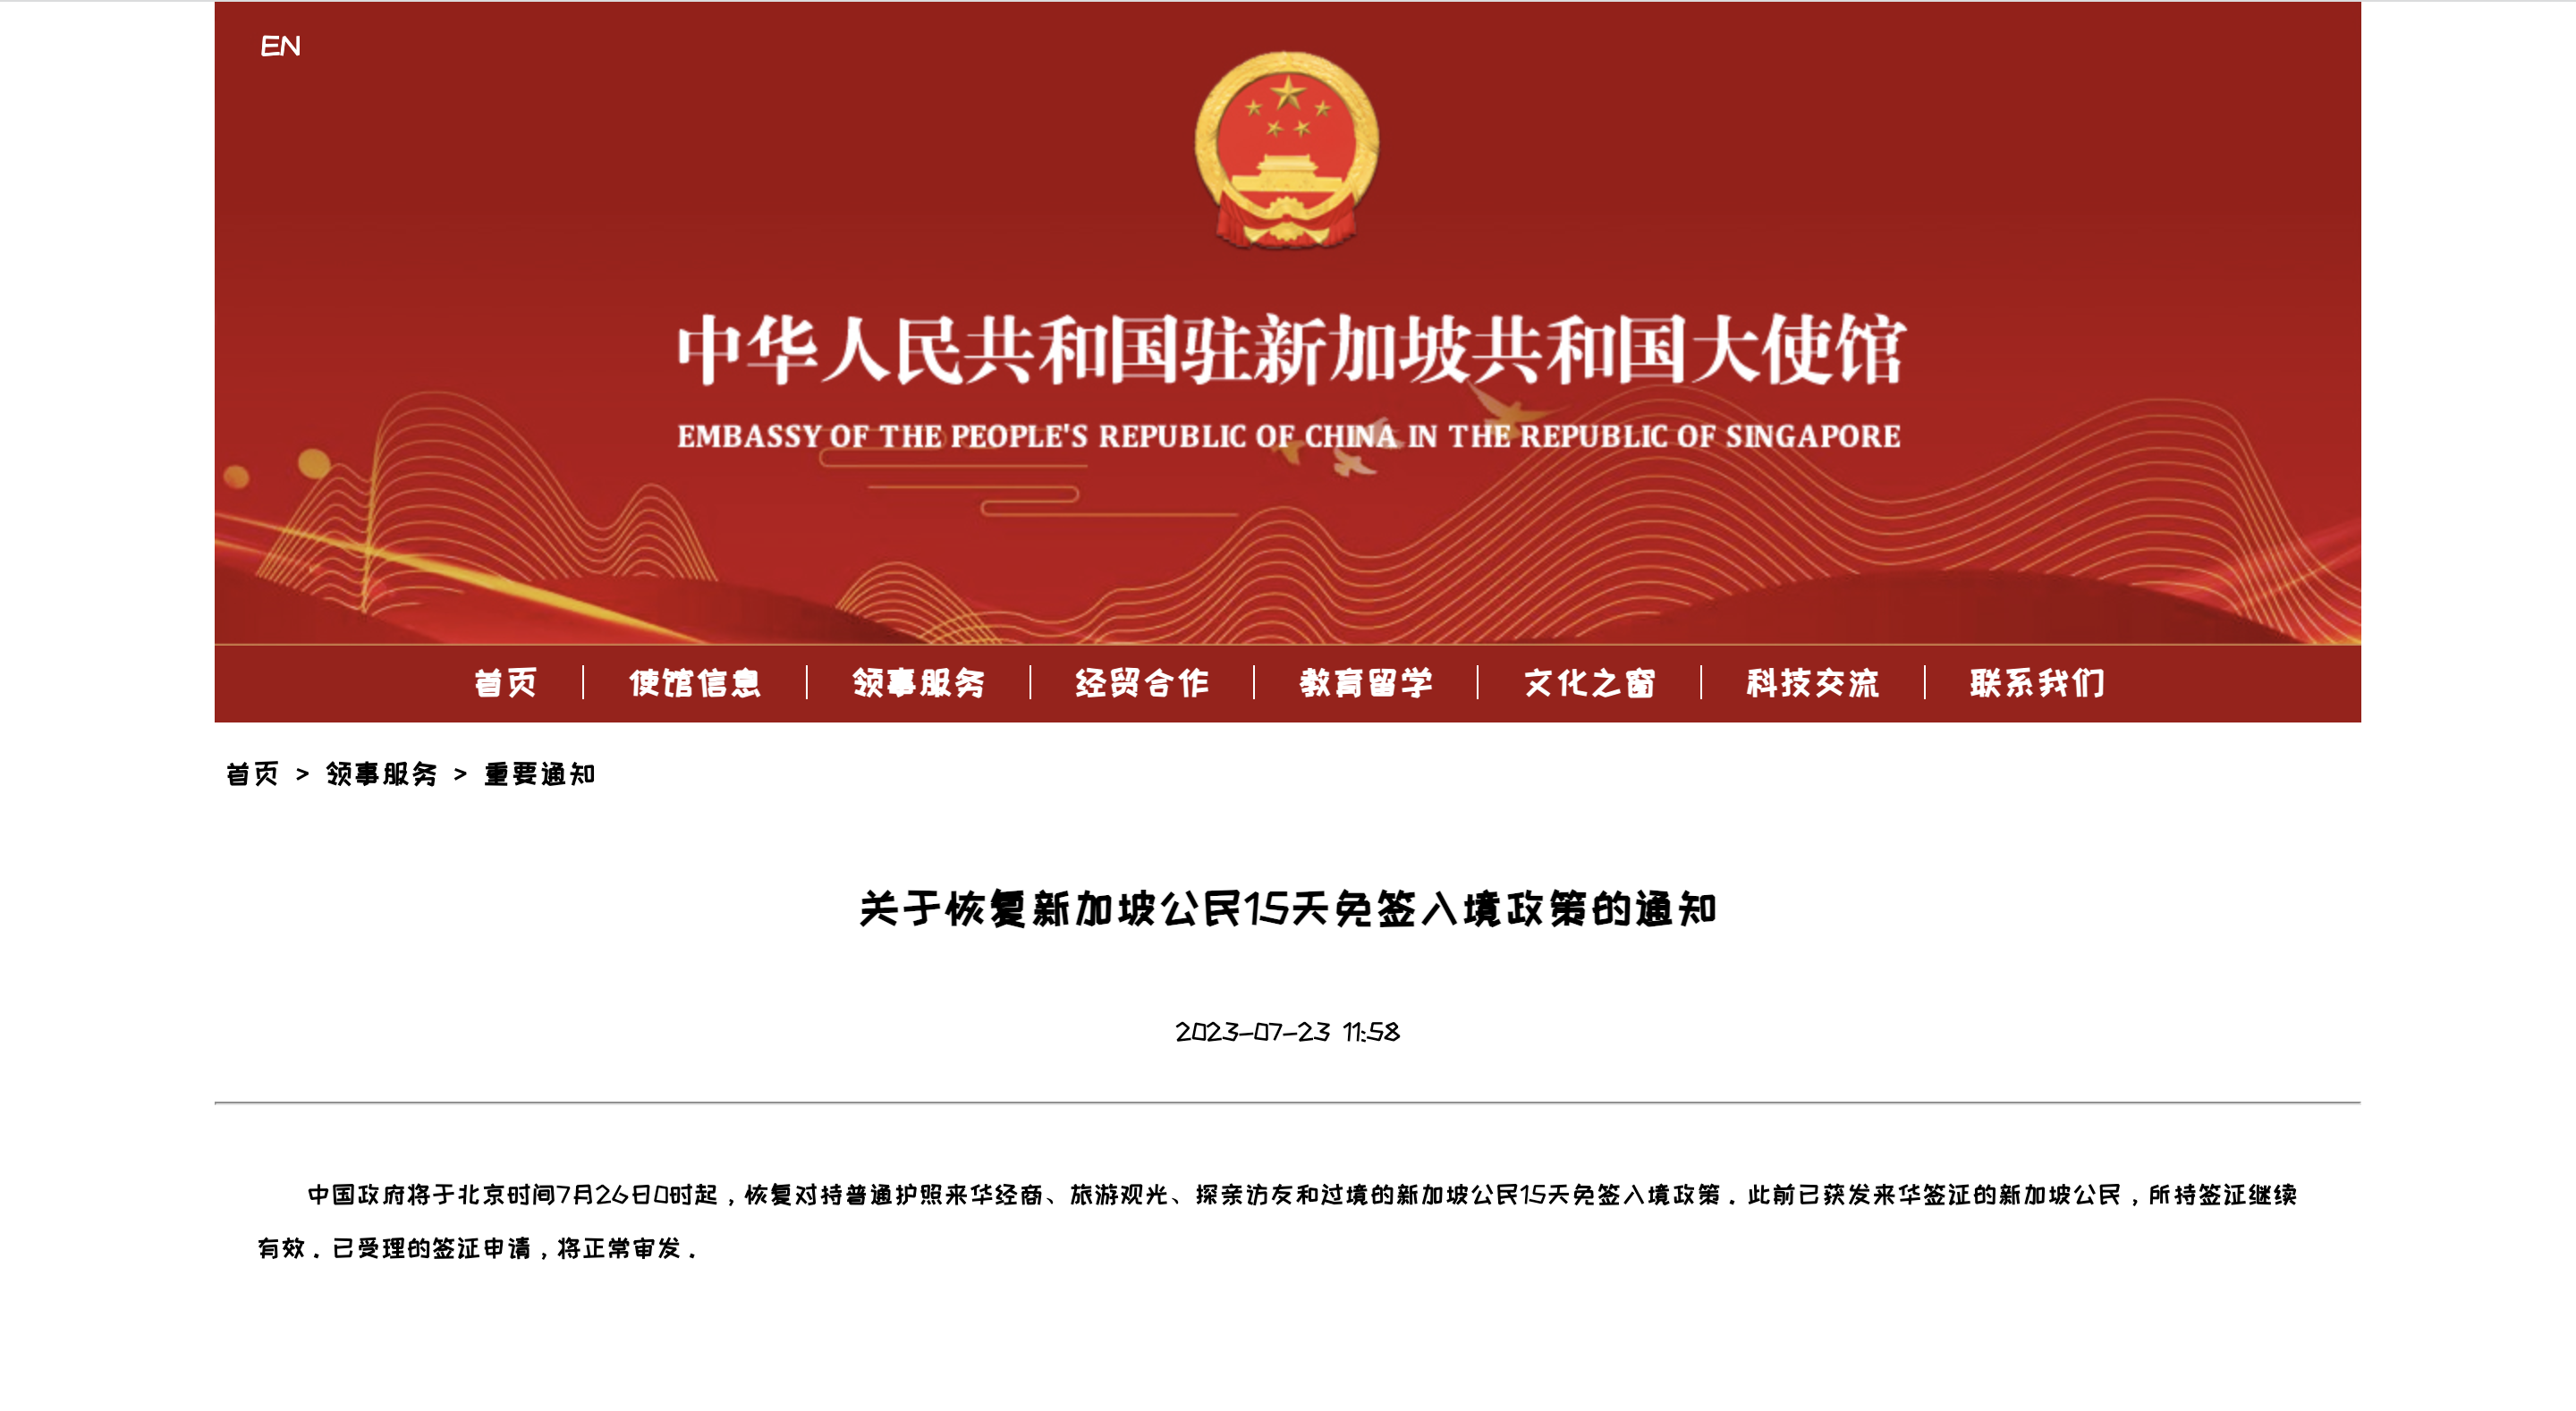 EN
中华人民共和国驻新加坡共和国大使馆
EMBASSY OF THE PEOPLE'S REPUBLIC OF CHINA IN THE REPUBLIC OF SINGAPORE
首页 使馆信息 领事服务 经贸合作 教育留学 文化之窗 科技交流 联系我们
首页 > 领事服务 > 重要通知
关于恢复新加坡公民15天免签入境政策的通知
2023-07-23 11:58
中国政府将于北京时间7月26日0时起，恢复对持普通护照来华经商、旅游观光、探亲访友和过境的新加坡公民15天免签入境政策。此前已获发来华签证的新加坡公民，所持签证继续
有效。已受理的签证申请，将正常审发。